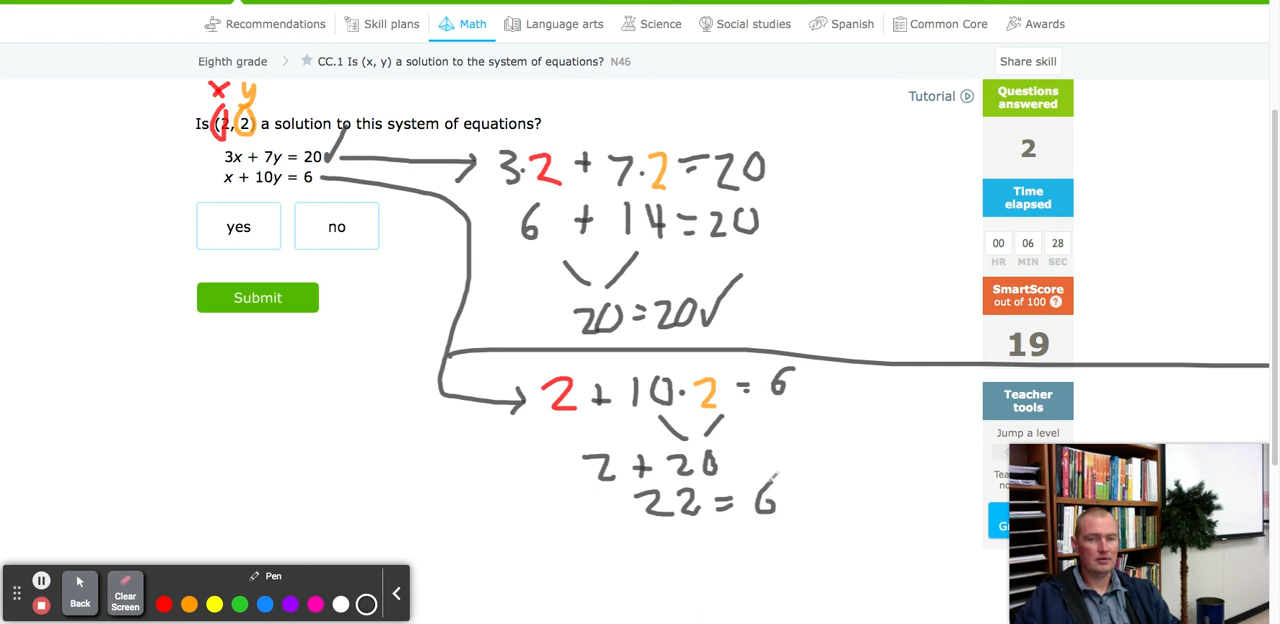 Recommendations Skill plans Math Language arts Science Social studies Spanish Common Core Awards
Eighth grade > CC.1 Is (x, y) a solution to the system of equations? N46
Share skill
Tutorial
x y
Is (2, 2) a solution to this system of equations?
3x + 7y = 20
x + 10y = 6
yes
no
Submit
3·2 + 7·2 = 20
6 + 14 = 20
20 = 20✓
2 + 10·2 = 6
2 + 20
22 = 6
Questions
answered
2
Time
elapsed
00 06 28
HR MIN SEC
SmartScore
out of 100 ?
19
Teacher
tools
Jump a level
Pen
Back
Clear
Screen